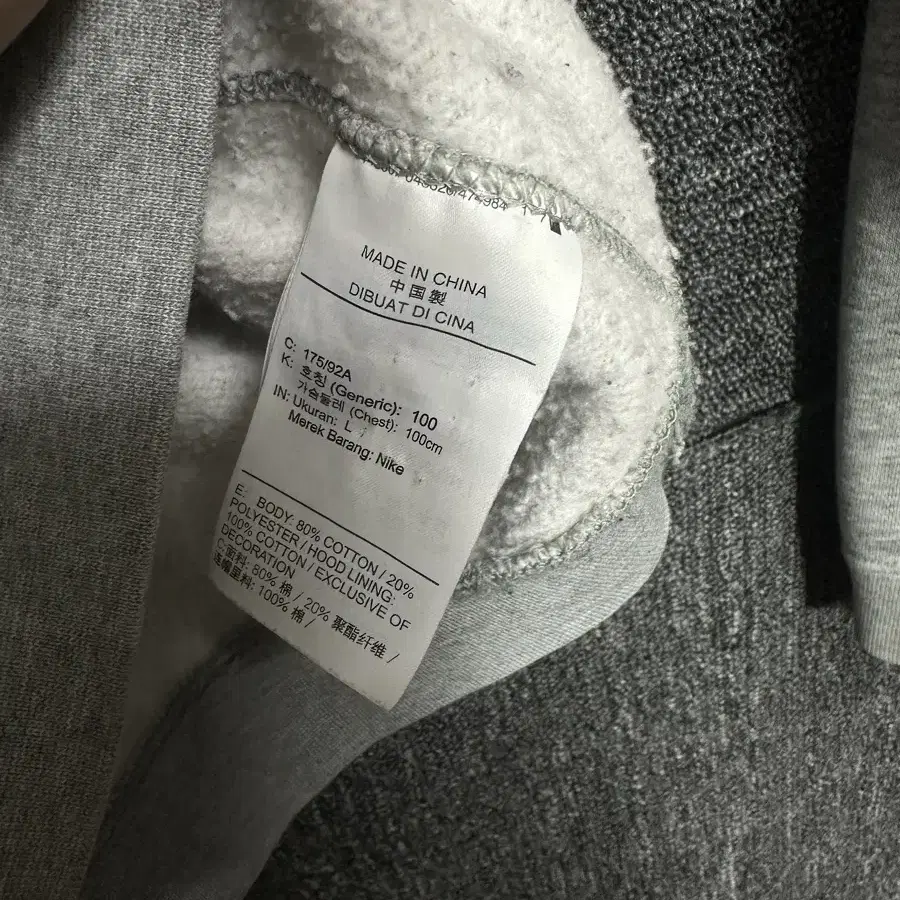 MADE IN CHINA
中国製
DIBUAT DI CINA
C: 175/92A
K: 호칭 (Generic): 100
가슴둘레 (Chest): 100cm
IN: Ukuran: L
Merek Barang: Nike
E: BODY: 80% COTTON / 20%
POLYESTER / HOOD LINING:
100% COTTON / EXCLUSIVE OF
DECORATION
C:面料: 80% 棉 / 20% 聚酯纤维 /
连帽里料: 100% 棉 /